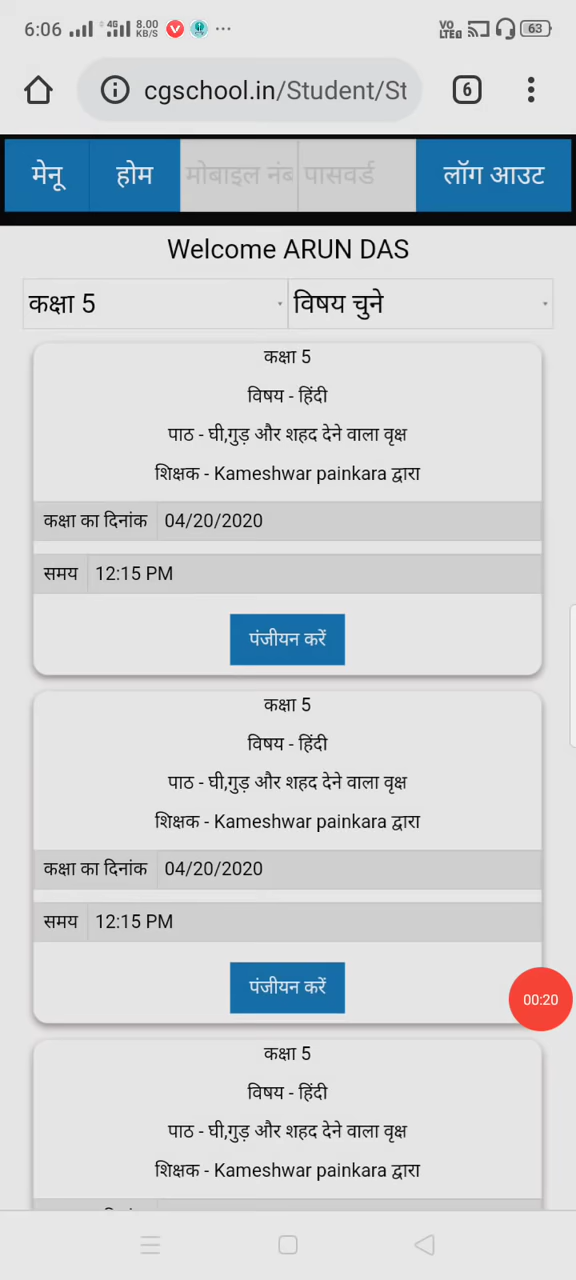 6:06 4G 8.00 KB/S ... VO LTE 63
cgschool.in/Student/St 6
मेनू होम मोबाइल नंब पासवर्ड लॉग आउट
Welcome ARUN DAS
कक्षा 5 विषय चुने
कक्षा 5
विषय - हिंदी
पाठ - घी,गुड़ और शहद देने वाला वृक्ष
शिक्षक - Kameshwar painkara द्वारा
कक्षा का दिनांक 04/20/2020
समय 12:15 PM
पंजीयन करें
कक्षा 5
विषय - हिंदी
पाठ - घी,गुड़ और शहद देने वाला वृक्ष
शिक्षक - Kameshwar painkara द्वारा
कक्षा का दिनांक 04/20/2020
समय 12:15 PM
पंजीयन करें
00:20
कक्षा 5
विषय - हिंदी
पाठ - घी,गुड़ और शहद देने वाला वृक्ष
शिक्षक - Kameshwar painkara द्वारा